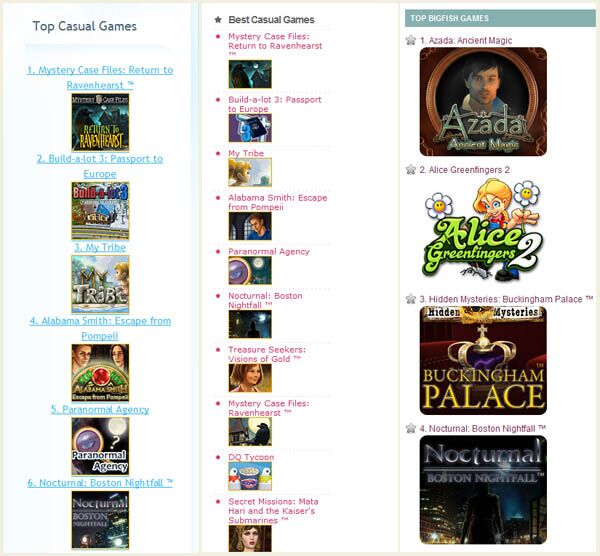 Top Casual Games
1. Mystery Case Files: Return to
Ravenhearst ™
MYSTERY CASE FILES
RETURN TO
RAVENHEARST
2. Build-a-lot 3: Passport to
Europe
Build-a-lot 3
3. My Tribe
MY
TRIBE
4. Alabama Smith: Escape from
Pompeii
ALABAMA SMITH
Escape from Pompeii
5. Paranormal Agency
?
Paranormal
Agency
6. Nocturnal: Boston Nightfall ™
Nocturnal
BOSTON
NIGHTFALL
Best Casual Games
Mystery Case Files:
Return to Ravenhearst
™
Build-a-lot 3: Passport
to Europe
My Tribe
Alabama Smith: Escape
from Pompeii
Paranormal Agency
Nocturnal: Boston
Nightfall ™
Treasure Seekers:
Visions of Gold ™
Mystery Case Files:
Ravenhearst ™
DQ Tycoon
Secret Missions: Mata
Hari and the Kaiser's
Submarines ™
TOP BIGFISH GAMES
1. Azada: Ancient Magic
Azada
Ancient Magic
2. Alice Greenfingers 2
Alice
Greenfingers 2
3. Hidden Mysteries: Buckingham Palace ™
Hidden Mysteries
BUCKINGHAM
PALACE
4. Nocturnal: Boston Nightfall ™
Nocturnal
BOSTON NIGHTFALL™